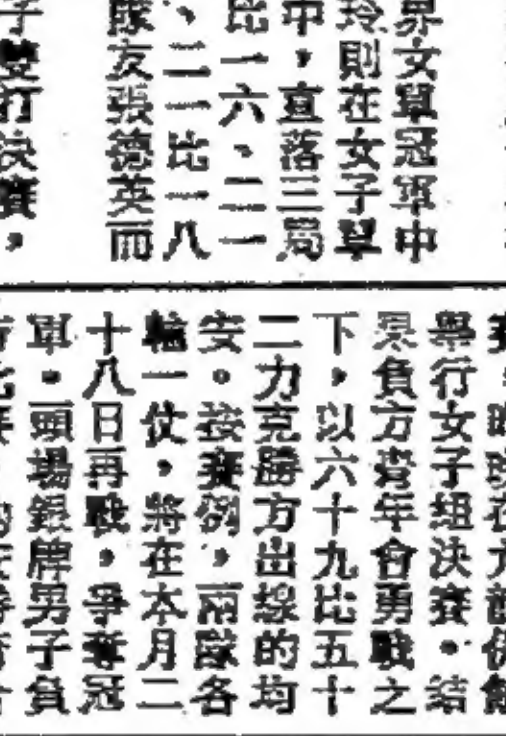 界女單冠軍中
玲則在女子單
中，直落三局
比一六、二一
、二一比一八
隊友張德英而
子雙打決賽，
舉行女子組決賽。結
果負方青年會勇戰之
下，以六十九比五十
二力克勝方出線的均
安。按賽例，兩隊各
輸一仗，將在本月二
十八日再戰，爭奪冠
軍。頭場銀牌男子負